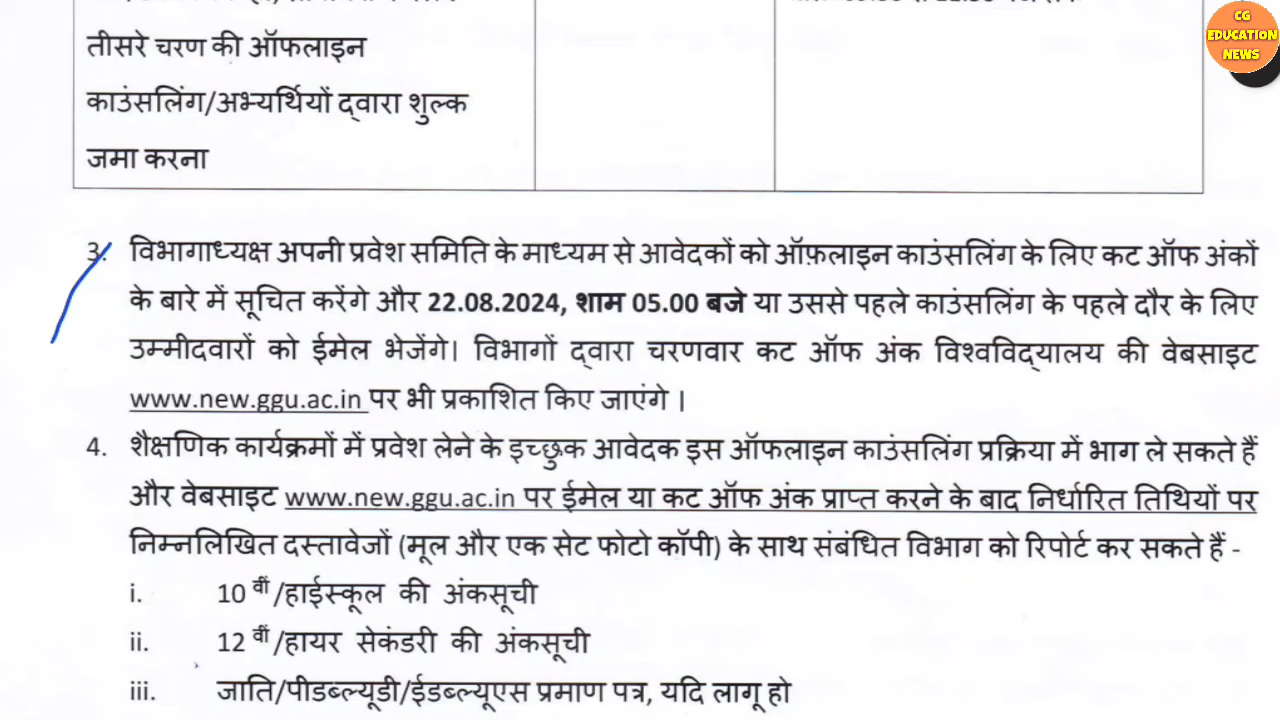 तीसरे चरण की ऑफलाइन
काउंसलिंग/अभ्यर्थियों द्वारा शुल्क
जमा करना
CG
EDUCATION
NEWS
3. विभागाध्यक्ष अपनी प्रवेश समिति के माध्यम से आवेदकों को ऑफ़लाइन काउंसलिंग के लिए कट ऑफ अंकों
के बारे में सूचित करेंगे और 22.08.2024, शाम 05.00 बजे या उससे पहले काउंसलिंग के पहले दौर के लिए
उम्मीदवारों को ईमेल भेजेंगे। विभागों द्वारा चरणवार कट ऑफ अंक विश्वविद्यालय की वेबसाइट
www.new.ggu.ac.in पर भी प्रकाशित किए जाएंगे ।
4. शैक्षणिक कार्यक्रमों में प्रवेश लेने के इच्छुक आवेदक इस ऑफलाइन काउंसलिंग प्रक्रिया में भाग ले सकते हैं
और वेबसाइट www.new.ggu.ac.in पर ईमेल या कट ऑफ अंक प्राप्त करने के बाद निर्धारित तिथियों पर
निम्नलिखित दस्तावेजों (मूल और एक सेट फोटो कॉपी) के साथ संबंधित विभाग को रिपोर्ट कर सकते हैं -
i. 10 वीं /हाईस्कूल की अंकसूची
ii. 12 वीं /हायर सेकंडरी की अंकसूची
iii. जाति/पीडब्ल्यूडी/ईडब्ल्यूएस प्रमाण पत्र, यदि लागू हो